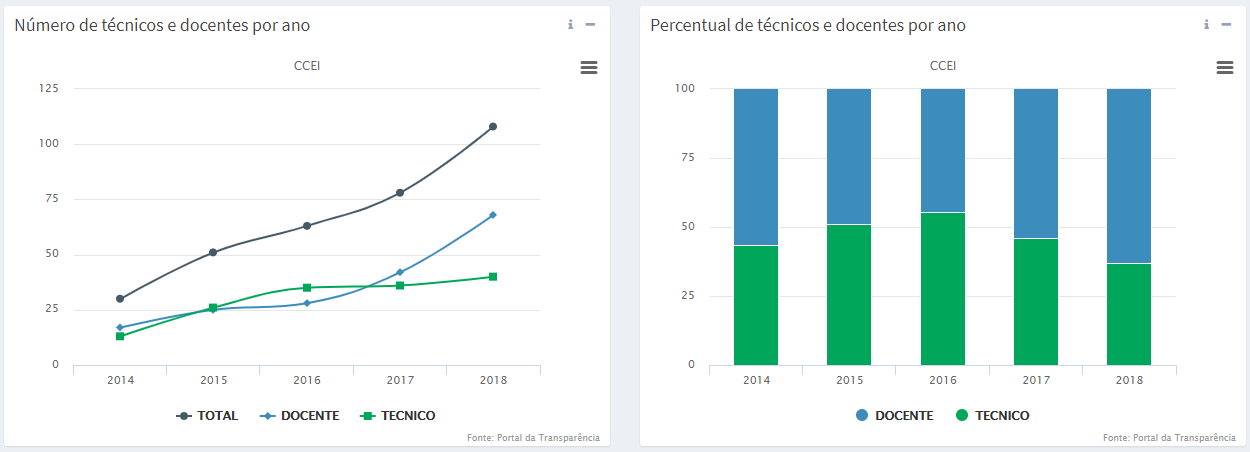 Número de técnicos e docentes por ano
CCEI
125
100
75
50
25
0
2014 2015 2016 2017 2018
TOTAL DOCENTE TECNICO
Fonte: Portal da Transparência
Percentual de técnicos e docentes por ano
CCEI
100
75
50
25
0
2014 2015 2016 2017 2018
DOCENTE TECNICO
Fonte: Portal da Transparência